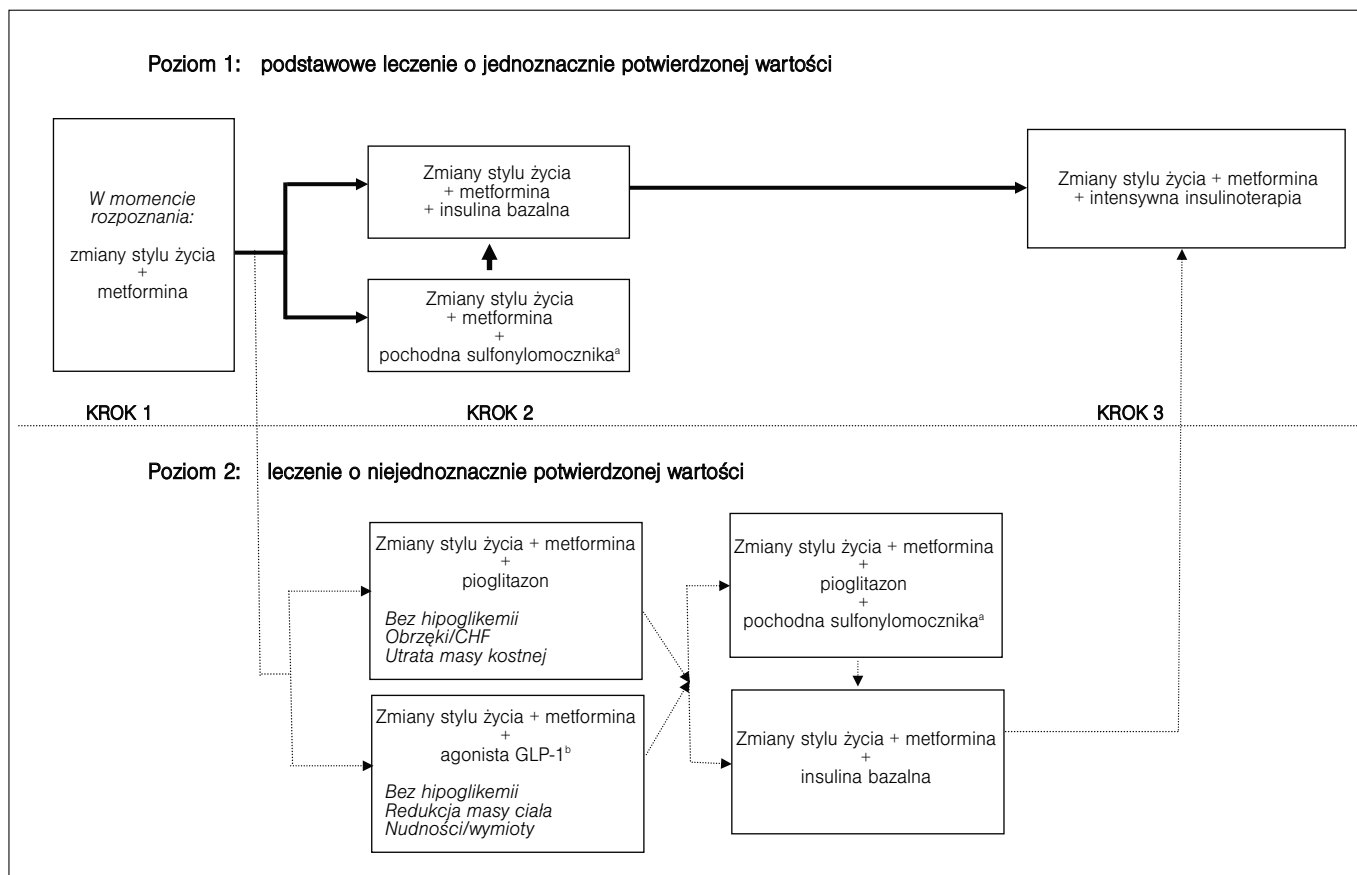 Poziom 1: podstawowe leczenie o jednoznacznie potwierdzonej wartości
W momencie
rozpoznania:
zmiany stylu życia
+
metformina
Zmiany stylu życia
+ metformina
+ insulina bazalna
Zmiany stylu życia
+ metformina
+
pochodna sulfonylomocznikaᵃ
Zmiany stylu życia + metformina
+ intensywna insulinoterapia
KROK 1
KROK 2
KROK 3
Poziom 2: leczenie o niejednoznacznie potwierdzonej wartości
Zmiany stylu życia + metformina
+
pioglitazon
Bez hipoglikemii
Obrzęki/CHF
Utrata masy kostnej
Zmiany stylu życia + metformina
+
agonista GLP-1ᵇ
Bez hipoglikemii
Redukcja masy ciała
Nudności/wymioty
Zmiany stylu życia + metformina
+
pioglitazon
+
pochodna sulfonylomocznikaᵃ
Zmiany stylu życia + metformina
+
insulina bazalna